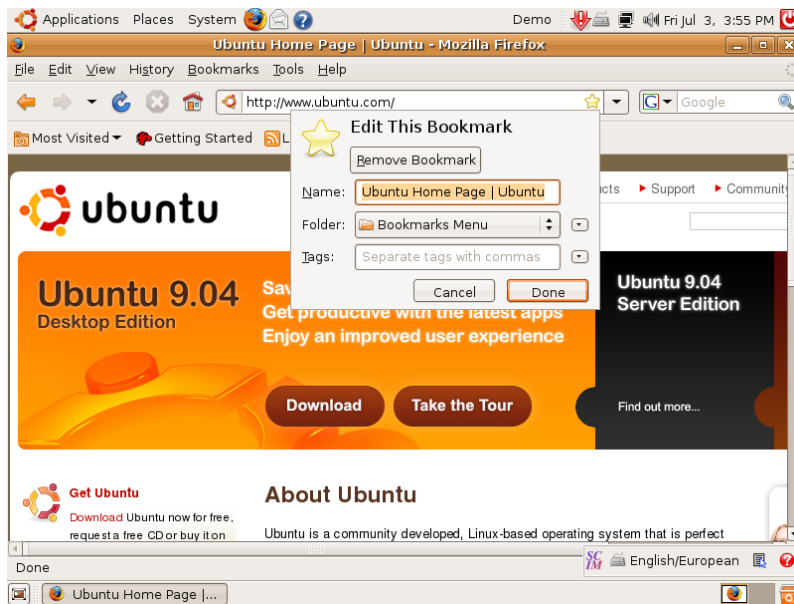 Applications Places System Demo Fri Jul 3, 3:55 PM
Ubuntu Home Page | Ubuntu - Mozilla Firefox
File Edit View History Bookmarks Tools Help
http://www.ubuntu.com/ G Google
Most Visited Getting Started L
Edit This Bookmark
Remove Bookmark
Name: Ubuntu Home Page | Ubuntu
Folder: Bookmarks Menu
Tags: Separate tags with commas
Cancel Done
ucts Support Community
ubuntu
Ubuntu 9.04
Desktop Edition
Sav
Get productive with the latest apps
Enjoy an improved user experience
Download Take the Tour
Ubuntu 9.04
Server Edition
Find out more...
Get Ubuntu
Download Ubuntu now for free,
request a free CD or buy it on
About Ubuntu
Ubuntu is a community developed, Linux-based operating system that is perfect
Done
SCIM English/European
Ubuntu Home Page |...